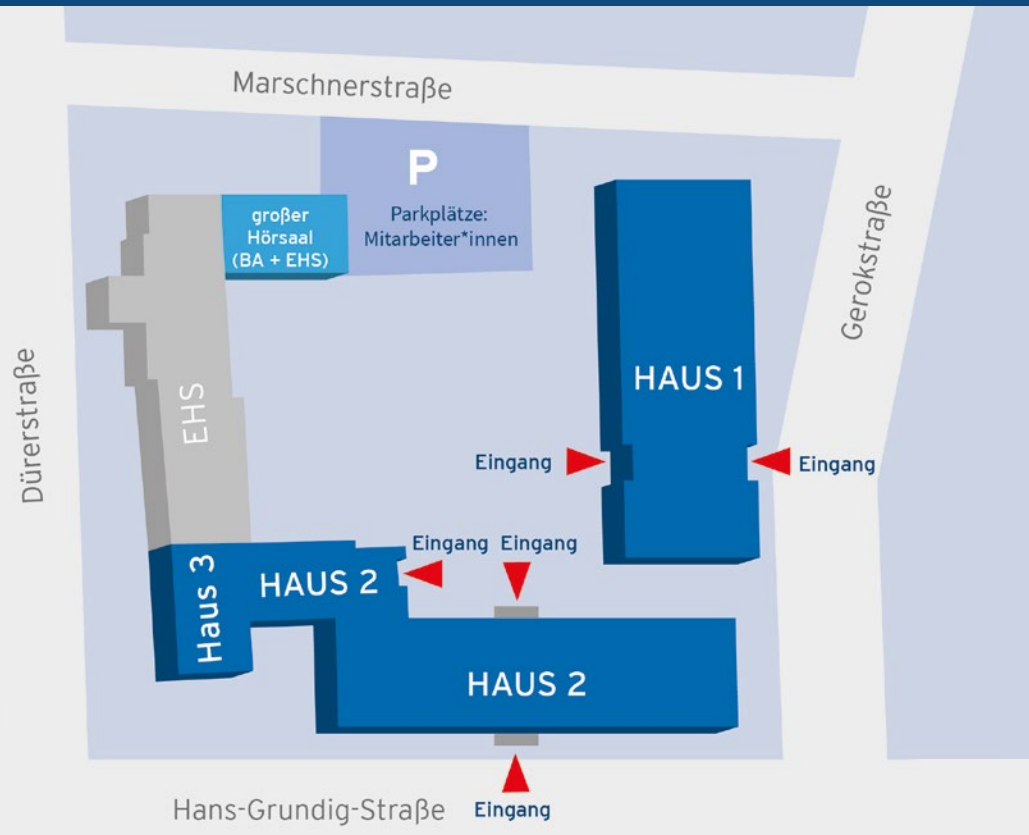 Marschnerstraße
P
Parkplätze:
Mitarbeiter*innen
großer
Hörsaal
(BA + EHS)
Gerokstraße
Dürerstraße
EHS
HAUS 1
Eingang
Eingang
Eingang
Eingang
Haus 3
HAUS 2
HAUS 2
Hans-Grundig-Straße
Eingang